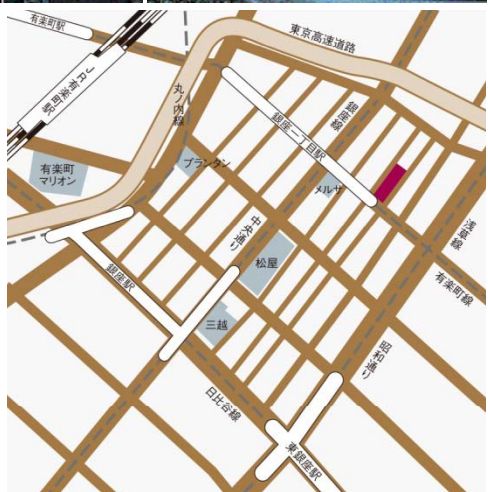 有楽町駅
JR有楽町駅
丸ノ内線
東京高速道路
銀座線
銀座一丁目駅
プランタン
メルサ
有楽町
マリオン
中央通り
浅草線
松屋
有楽町線
銀座駅
三越
昭和通り
日比谷線
東銀座駅